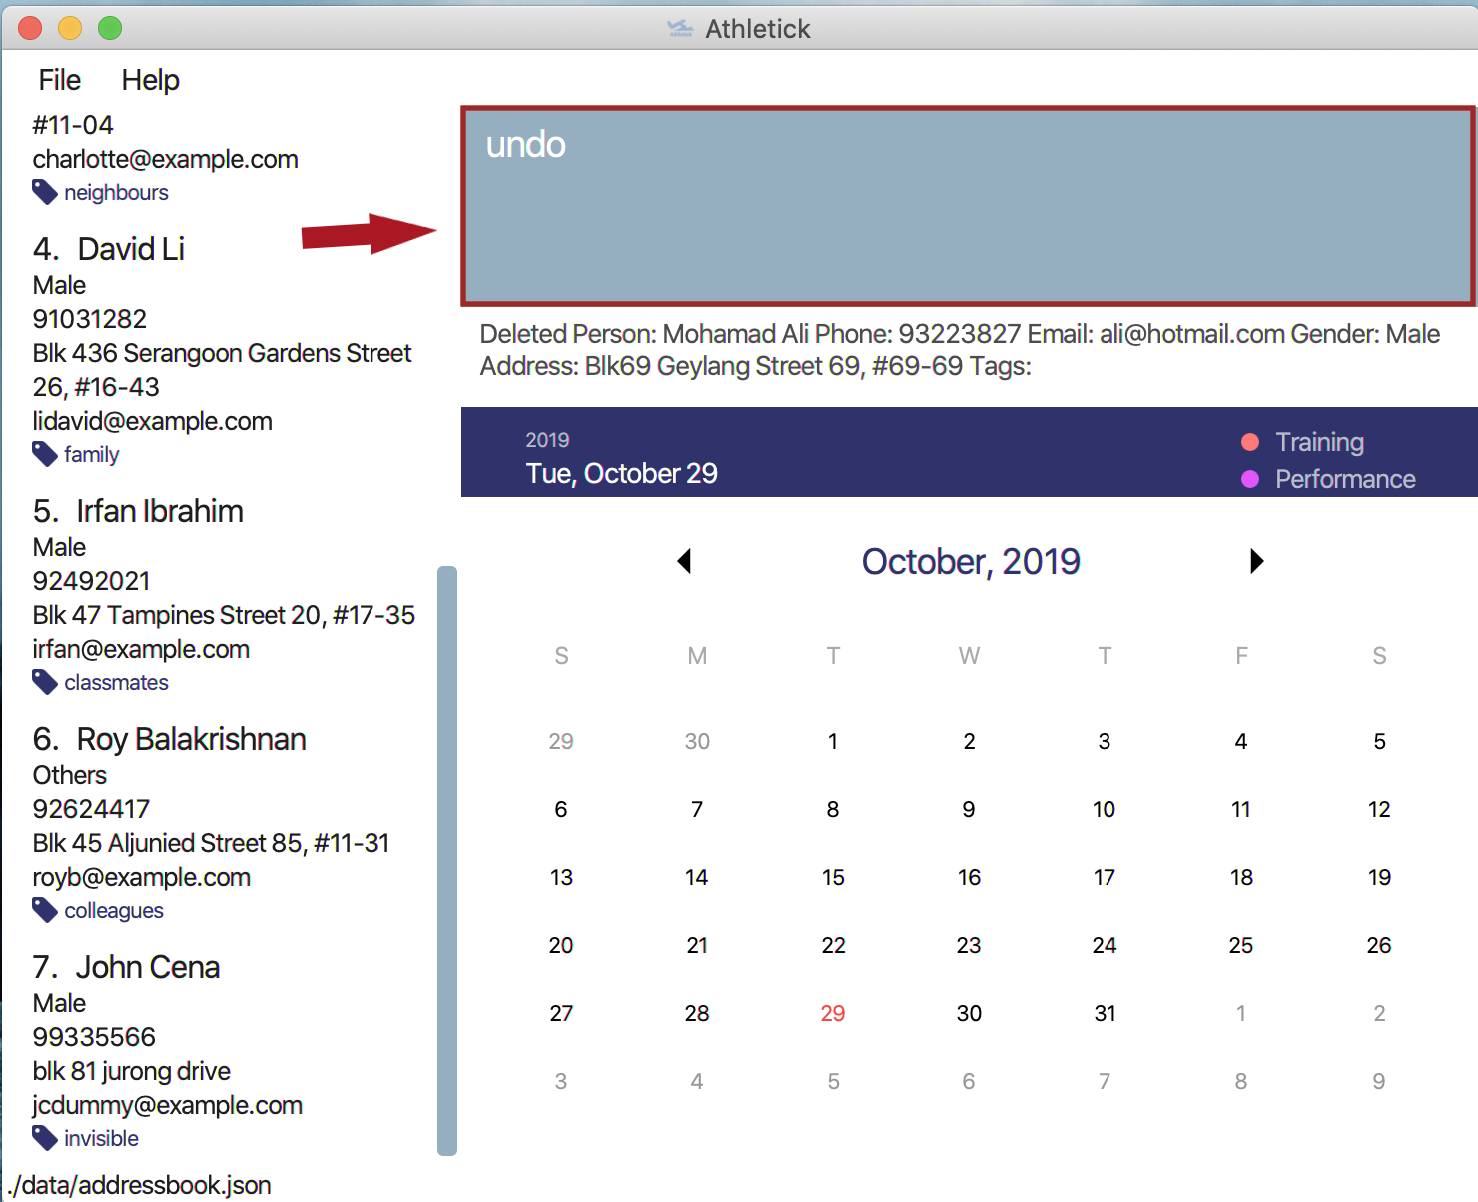 Athletick
File Help
#11-04
charlotte@example.com
neighbours
4. David Li
Male
91031282
Blk 436 Serangoon Gardens Street
26, #16-43
lidavid@example.com
family
5. Irfan Ibrahim
Male
92492021
Blk 47 Tampines Street 20, #17-35
irfan@example.com
classmates
6. Roy Balakrishnan
Others
92624417
Blk 45 Aljunied Street 85, #11-31
royb@example.com
colleagues
7. John Cena
Male
99335566
blk 81 jurong drive
jcdummy@example.com
invisible
./data/addressbook.json
undo
Deleted Person: Mohamad Ali Phone: 93223827 Email: ali@hotmail.com Gender: Male
Address: Blk69 Geylang Street 69, #69-69 Tags:
2019
Tue, October 29
Training
Performance
October, 2019
S M T W T F S
29 30 1 2 3 4 5
6 7 8 9 10 11 12
13 14 15 16 17 18 19
20 21 22 23 24 25 26
27 28 29 30 31 1 2
3 4 5 6 7 8 9